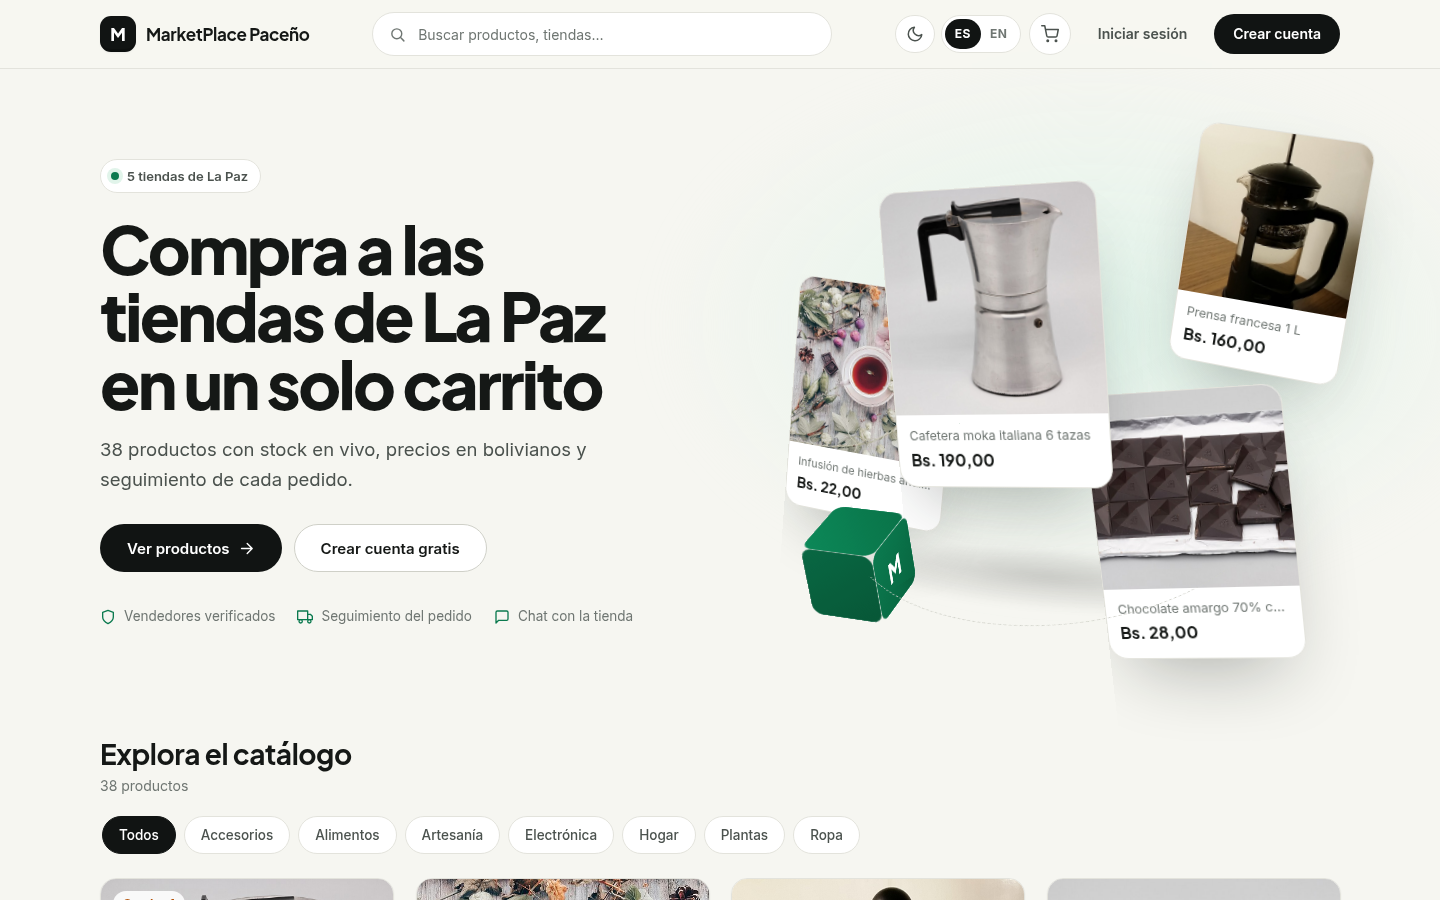 M MarketPlace Paceño
Buscar productos, tiendas...
ES EN
Iniciar sesión
Crear cuenta
5 tiendas de La Paz
Compra a las
tiendas de La Paz
en un solo carrito
38 productos con stock en vivo, precios en bolivianos y
seguimiento de cada pedido.
Ver productos
Crear cuenta gratis
Vendedores verificados
Seguimiento del pedido
Chat con la tienda
Prensa francesa 1 L
Bs. 160,00
Cafetera moka italiana 6 tazas
Bs. 190,00
Infusión de hierbas
Bs. 22,00
M
Chocolate amargo 70% c...
Bs. 28,00
Explora el catálogo
38 productos
Todos
Accesorios
Alimentos
Artesanía
Electrónica
Hogar
Plantas
Ropa